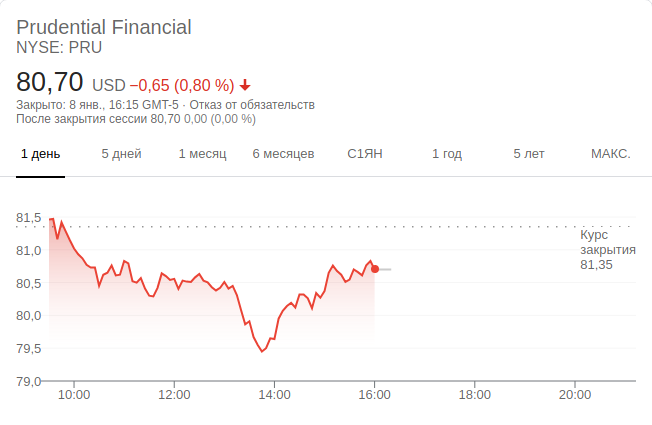 Prudential Financial
NYSE: PRU
80,70 USD −0,65 (0,80 %)
Закрыто: 8 янв., 16:15 GMT-5 · Отказ от обязательств
После закрытия сессии 80,70 0,00 (0,00 %)
1 день 5 дней 1 месяц 6 месяцев С1ЯН 1 год 5 лет МАКС.
81,5
Курс
закрытия
81,35
81,0
80,5
80,0
79,5
79,0
10:00 12:00 14:00 16:00 18:00 20:00